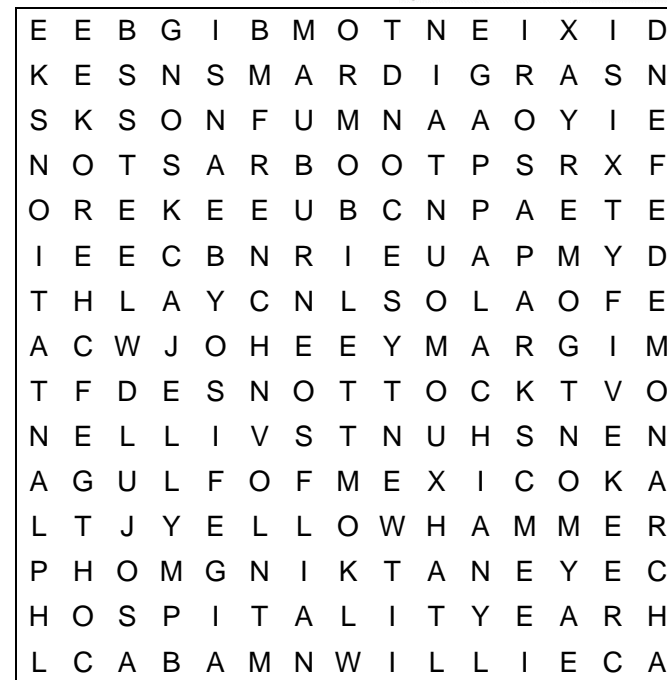 E E B G I B M O T N E I X I D
K E S N S M A R D I G R A S N
S K S O N F U M N A A O Y I E
N O T S A R B O O T P S R X F
O R E K E E U B C N P A E T E
I E E C B N R I E U A P M Y D
T H L A Y C N L S O L A O F E
A C W J O H E E Y M A R G I M
T F D E S N O T T O C K T V O
N E L L I V S T N U H S N E N
A G U L F O F M E X I C O K A
L T J Y E L L O W H A M M E R
P H O M G N I K T A N E Y E C
H O S P I T A L I T Y E A R H
L C A B A M N W I L L I E C A